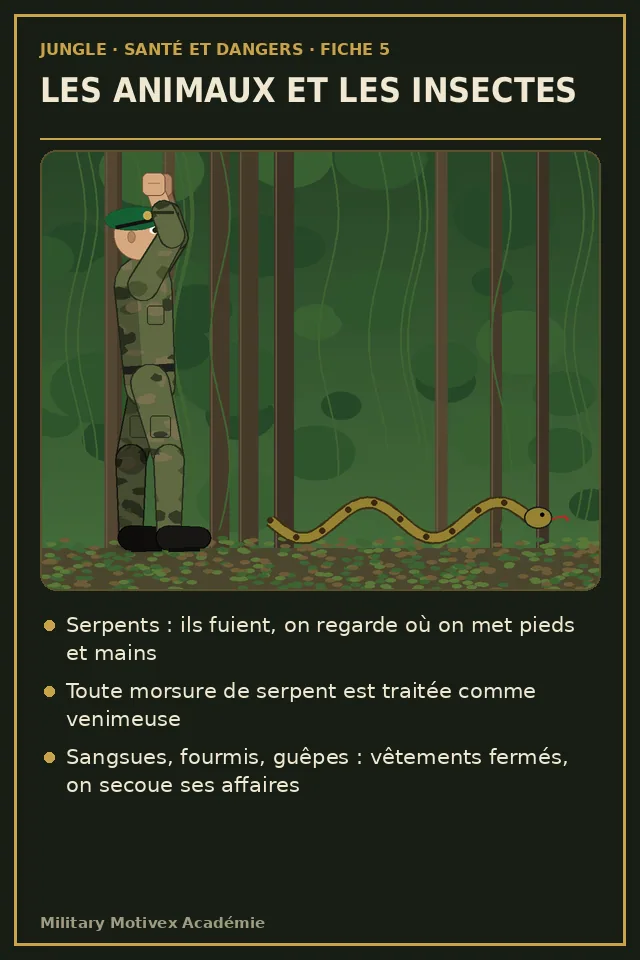 JUNGLE · SANTÉ ET DANGERS · FICHE 5
LES ANIMAUX ET LES INSECTES
Serpents : ils fuient, on regarde où on met pieds
et mains
Toute morsure de serpent est traitée comme
venimeuse
Sangsues, fourmis, guêpes : vêtements fermés,
on secoue ses affaires
Military Motivex Académie